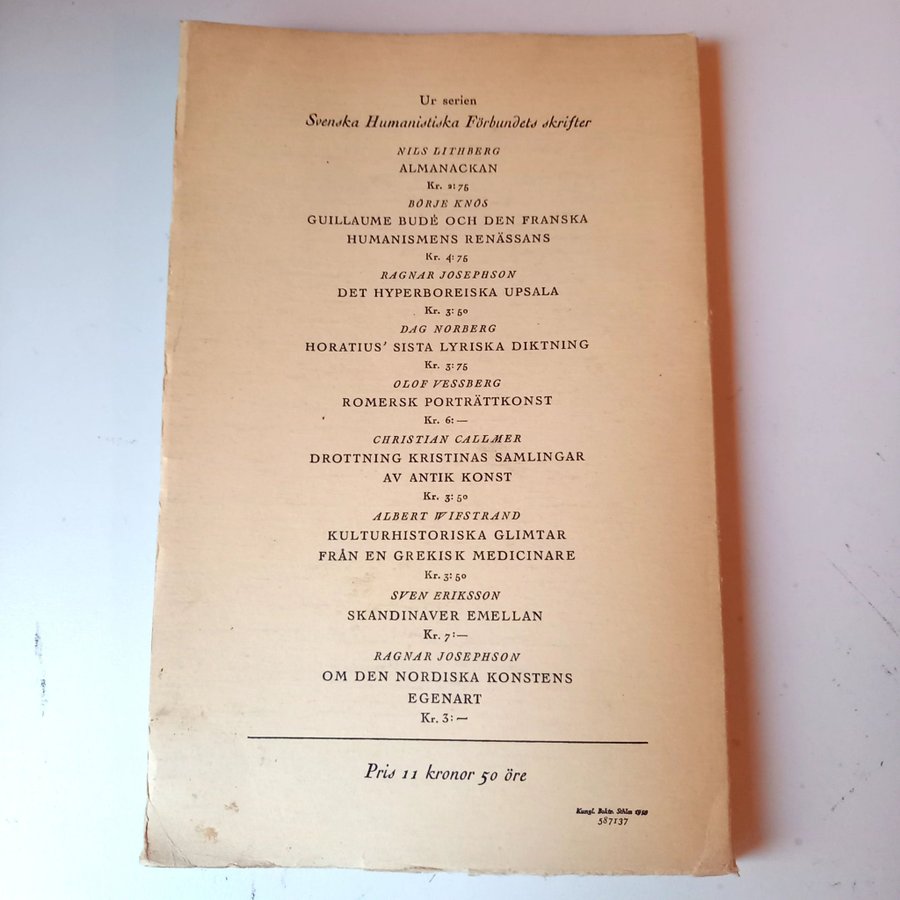 Ur serien
Svenska Humanistiska Förbundets skrifter
NILS LITHBERG
ALMANACKAN
Kr. 2:75
BÖRJE KNÖS
GUILLAUME BUDÉ OCH DEN FRANSKA
HUMANISMENS RENÄSSANS
Kr. 4:75
RAGNAR JOSEPHSON
DET HYPERBOREISKA UPSALA
Kr. 3:50
DAG NORBERG
HORATIUS' SISTA LYRISKA DIKTNING
Kr. 3:75
OLOF VESSBERG
ROMERSK PORTRÄTTKONST
Kr. 6:—
CHRISTIAN CALLMER
DROTTNING KRISTINAS SAMLINGAR
AV ANTIK KONST
Kr. 3:50
ALBERT WIFSTRAND
KULTURHISTORISKA GLIMTAR
FRÅN EN GREKISK MEDICINARE
Kr. 3:50
SVEN ERIKSSON
SKANDINAVER EMELLAN
Kr. 7:—
RAGNAR JOSEPHSON
OM DEN NORDISKA KONSTENS
EGENART
Kr. 3:—
Pris 11 kronor 50 öre
Kungl. Boktr. Sthlm
587137